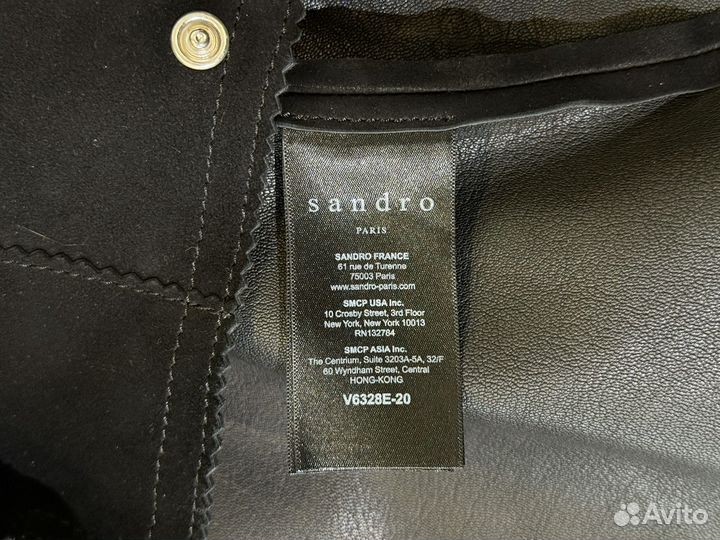 sandro
PARIS
SANDRO FRANCE
61 rue de Turenne
75003 Paris
www.sandro-paris.com
SMCP USA Inc.
10 Crosby Street, 3rd Floor
New York, New York 10013
RN132784
SMCP ASIA Inc.
The Centrium, Suite 3203A-5A, 32/F
60 Wyndham Street, Central
HONG-KONG
V6328E-20
Avito